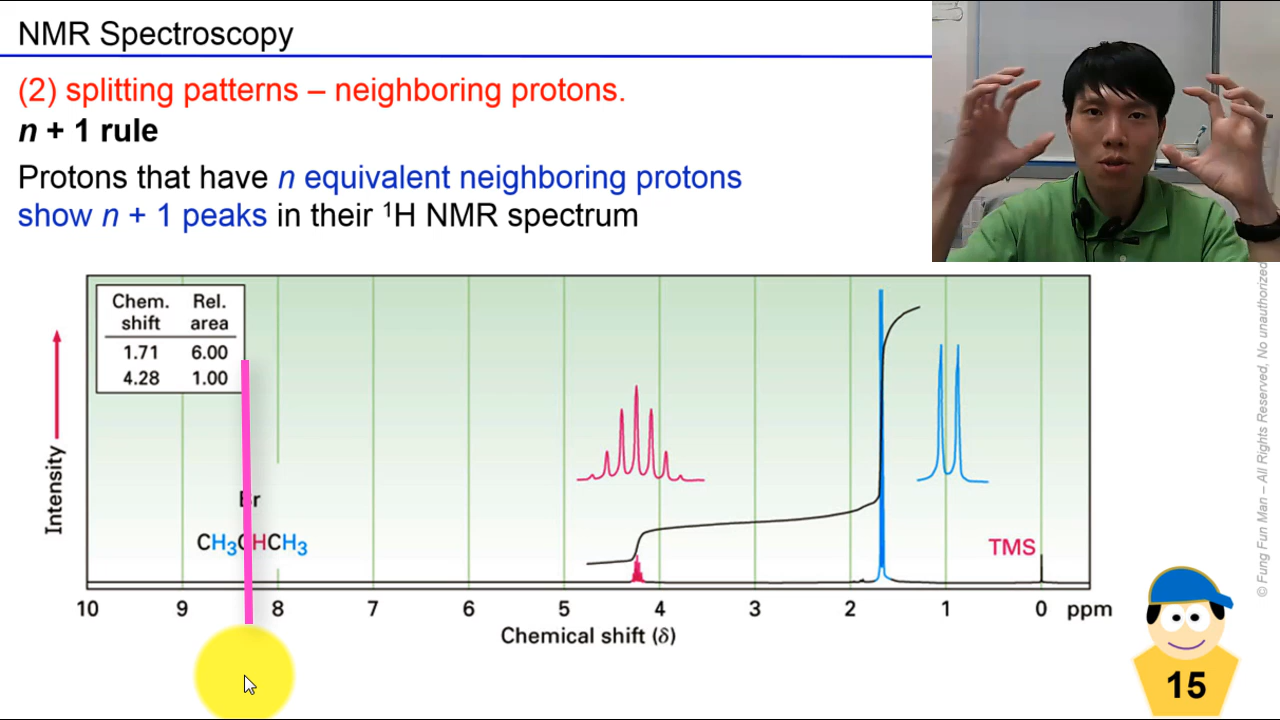 NMR Spectroscopy
(2) splitting patterns – neighboring protons.
n + 1 rule
Protons that have n equivalent neighboring protons
show n + 1 peaks in their ¹H NMR spectrum
Chem. shift Rel. area
1.71 6.00
4.28 1.00
Intensity
Br
CH₃CHCH₃
TMS
10 9 8 7 6 5 4 3 2 1 0 ppm
Chemical shift (δ)
15
© Fung Fun Man – All Rights Reserved, No unauthorized